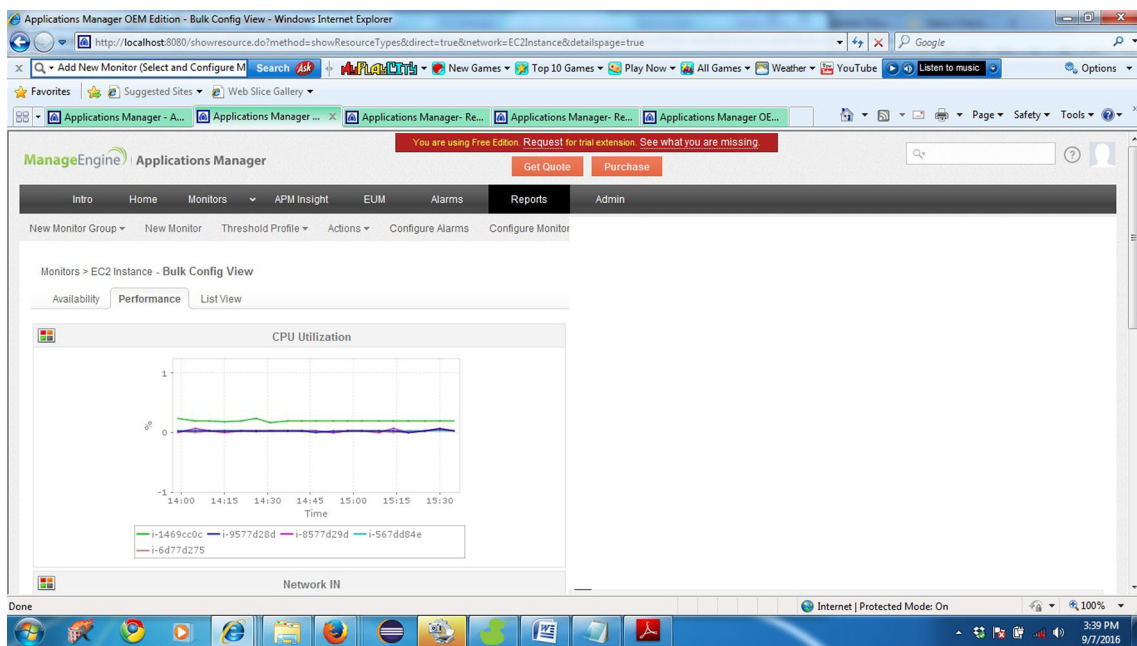 Applications Manager OEM Edition - Bulk Config View - Windows Internet Explorer
http://localhost:8080/showresource.do?method=showResourceTypes&direct=true&network=EC2Instance&detailspage=true
Google
Add New Monitor (Select and Configure M
Search Ask
MyPlayCity
New Games
Top 10 Games
Play Now
All Games
Weather
YouTube
Listen to music
Options
Favorites
Suggested Sites
Web Slice Gallery
Applications Manager - A...
Applications Manager ...
Applications Manager- Re...
Applications Manager- Re...
Applications Manager OE...
Page
Safety
Tools
ManageEngine Applications Manager
You are using Free Edition. Request for trial extension. See what you are missing.
Get Quote
Purchase
Intro
Home
Monitors
APM Insight
EUM
Alarms
Reports
Admin
New Monitor Group
New Monitor
Threshold Profile
Actions
Configure Alarms
Configure Monitor
Monitors > EC2 Instance - Bulk Config View
Availability
Performance
List View
CPU Utilization
1
%
0
-1
14:00 14:15 14:30 14:45 15:00 15:15 15:30
Time
i-1469cc0c i-9577d28d i-8577d29d i-567dd84e
i-6d77d275
Network IN
Done
Internet | Protected Mode: On
100%
3:39 PM
9/7/2016